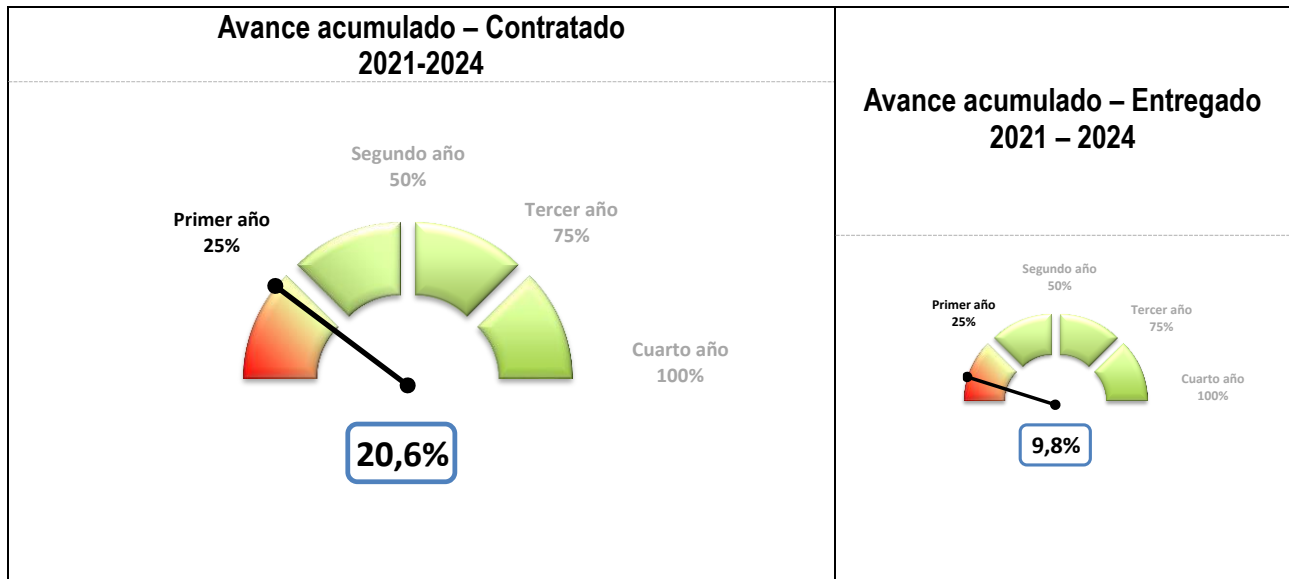 Avance acumulado – Contratado
2021-2024
Segundo año
50%
Primer año
25%
Tercer año
75%
Cuarto año
100%
20,6%
Avance acumulado – Entregado
2021 – 2024
Segundo año
50%
Primer año
25%
Tercer año
75%
Cuarto año
100%
9,8%